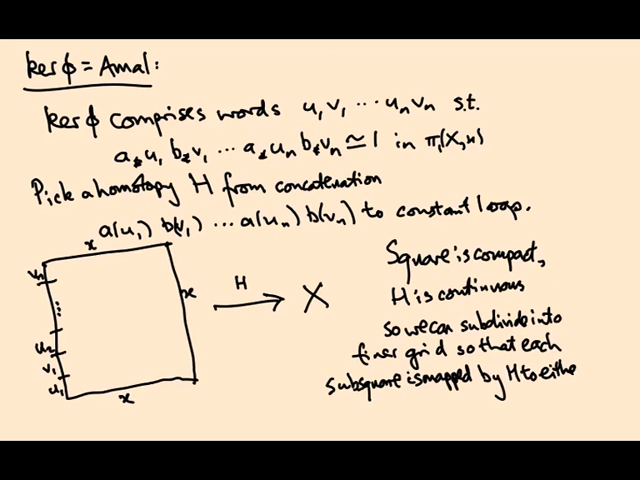 ker φ = Amal:
ker φ comprises words u₁v₁ ... uₙvₙ s.t.
a⁎u₁ b⁎v₁ ... a⁎uₙ b⁎vₙ ≃ 1 in π₁(X,x)
Pick a homotopy H from concatenation
a(u₁) b(v₁) ... a(uₙ) b(vₙ) to constant loop.
x
vₙ
⋮
u₂
v₁
u₁
x
x
H
X
Square is compact,
H is continuous
so we can subdivide into
finer grid so that each
subsquare is mapped by H to eithe